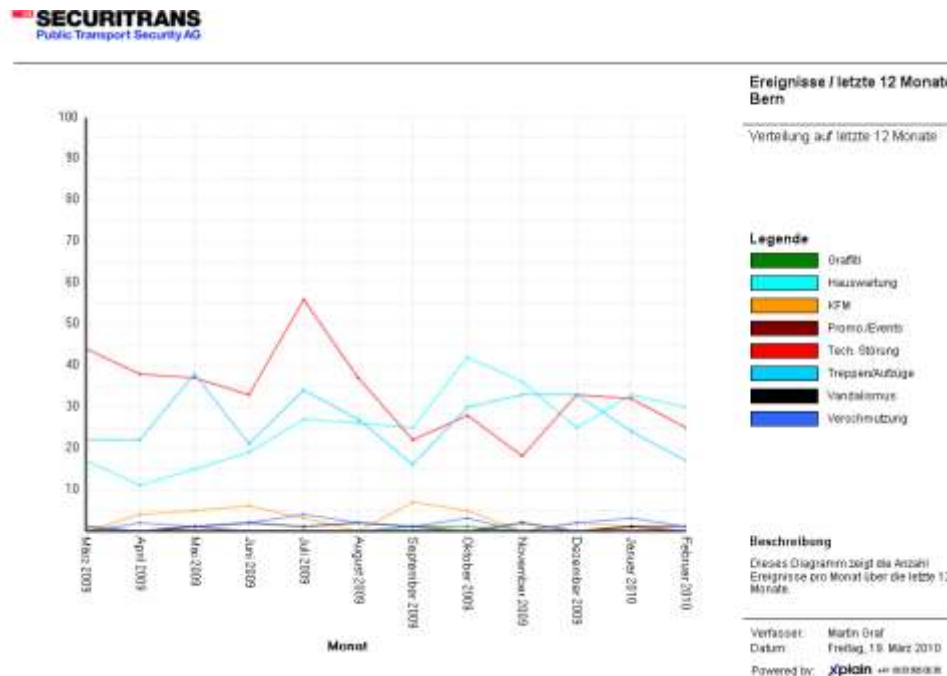 SECURITRANS
Public Transport Security AG
Ereignisse / letzte 12 Monate
Bern
Verteilung auf letzte 12 Monate
100
90
80
70
60
50
40
30
20
10
März 2009
April 2009
Mai 2009
Juni 2009
Juli 2009
August 2009
September 2009
Oktober 2009
November 2009
Dezember 2009
Januar 2010
Februar 2010
Monat
Legende
Graffiti
Hauswartung
KFM
Promo./Events
Tech. Störung
Treppen/Aufzüge
Vandalismus
Verschmutzung
Beschreibung
Dieses Diagramm zeigt die Anzahl
Ereignisse pro Monat über die letzte 12
Monate.
Verfasser: Martin Graf
Datum: Freitag, 19. März 2010
Powered by: Xplain